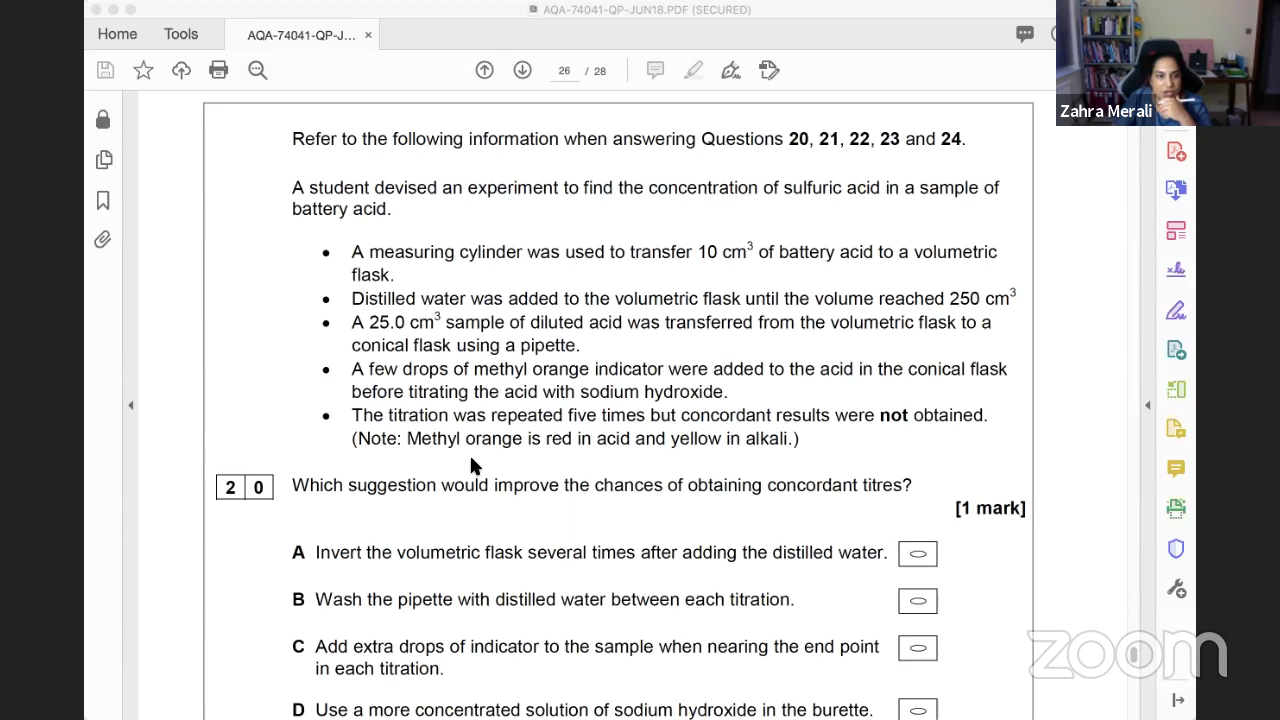 AQA-74041-QP-JUN18.PDF (SECURED)
Home Tools AQA-74041-QP-J... ×
26 / 28
Zahra Merali
Refer to the following information when answering Questions 20, 21, 22, 23 and 24.
A student devised an experiment to find the concentration of sulfuric acid in a sample of
battery acid.
• A measuring cylinder was used to transfer 10 cm³ of battery acid to a volumetric
flask.
• Distilled water was added to the volumetric flask until the volume reached 250 cm³
• A 25.0 cm³ sample of diluted acid was transferred from the volumetric flask to a
conical flask using a pipette.
• A few drops of methyl orange indicator were added to the acid in the conical flask
before titrating the acid with sodium hydroxide.
• The titration was repeated five times but concordant results were not obtained.
(Note: Methyl orange is red in acid and yellow in alkali.)
2 0 Which suggestion would improve the chances of obtaining concordant titres?
[1 mark]
A Invert the volumetric flask several times after adding the distilled water.
B Wash the pipette with distilled water between each titration.
C Add extra drops of indicator to the sample when nearing the end point
in each titration.
D Use a more concentrated solution of sodium hydroxide in the burette.
zoom